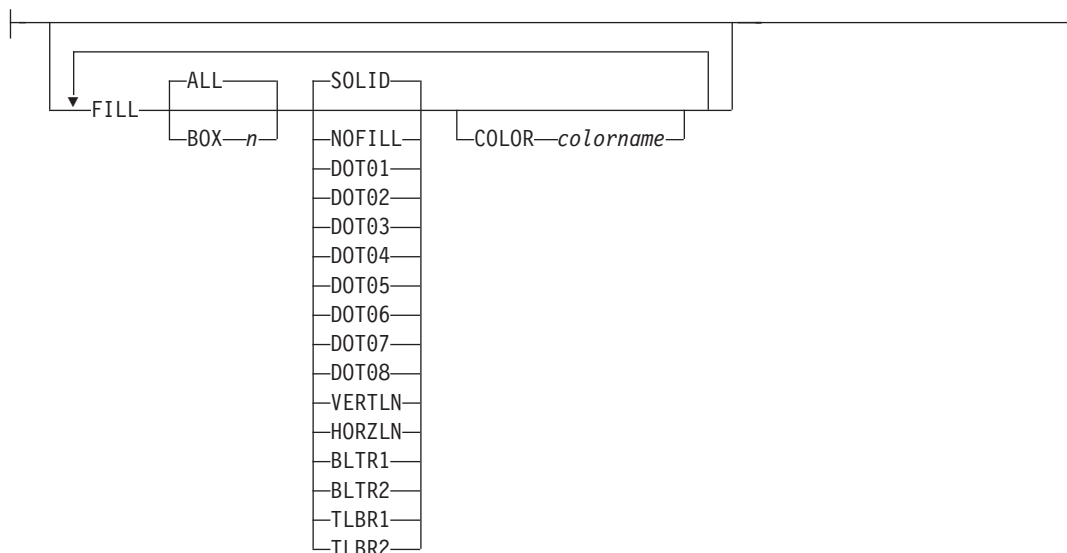 ALL SOLID
FILL
BOX n NOFILL COLOR colorname
DOT01
DOT02
DOT03
DOT04
DOT05
DOT06
DOT07
DOT08
VERTLN
HORZLN
BLTR1
BLTR2
TLBR1
TLBR2